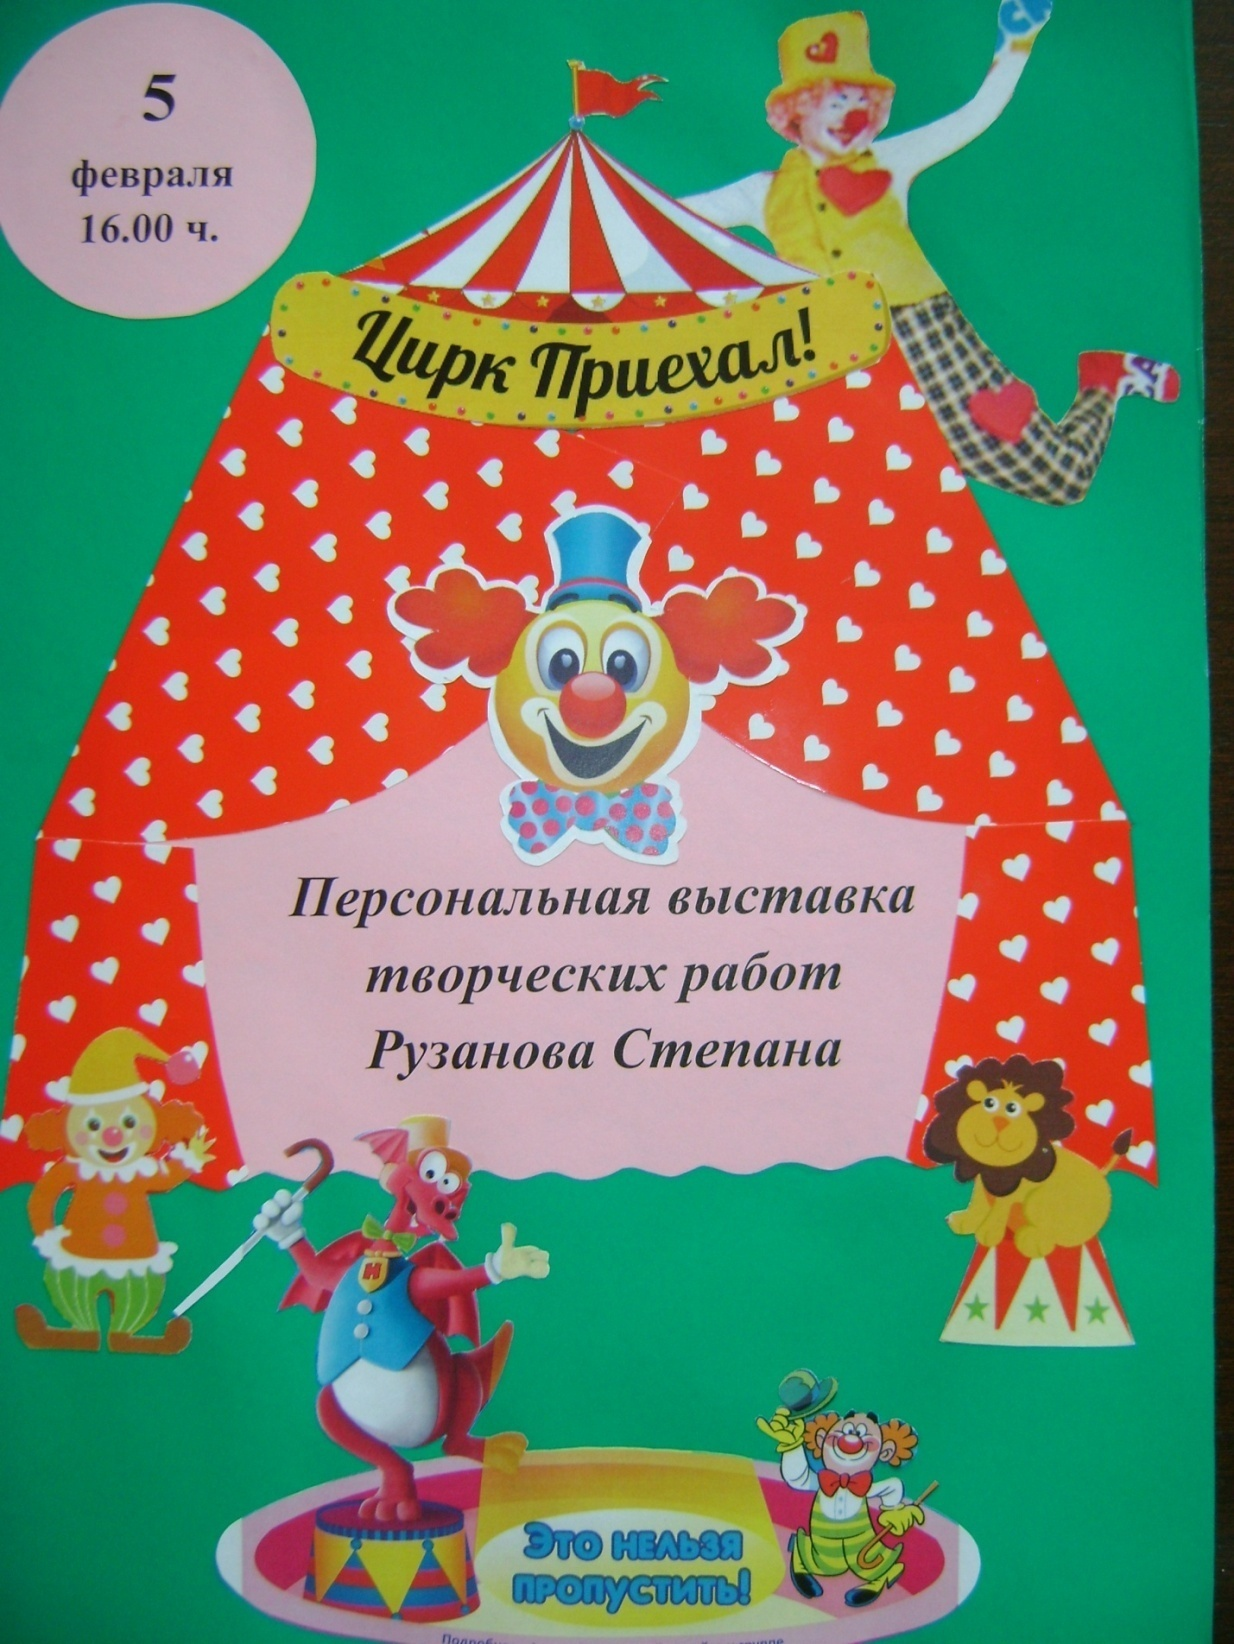 5
февраля
16.00 ч.
Цирк Приехал!
Персональная выставка
творческих работ
Рузанова Степана
H
Это нельзя
пропустить!